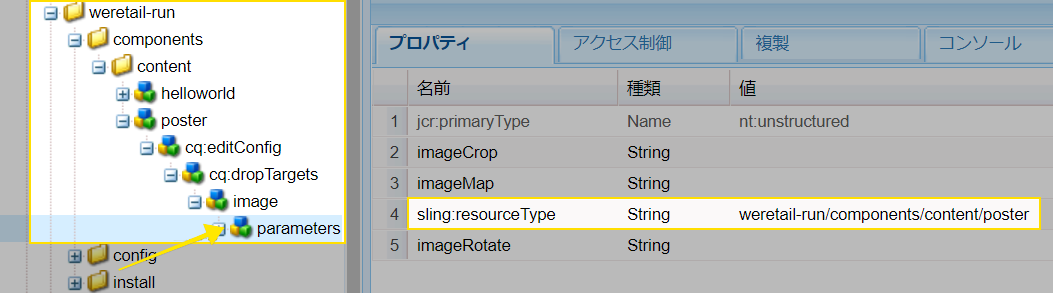 weretail-run
components
content
helloworld
poster
cq:editConfig
cq:dropTargets
image
parameters
config
install
プロパティ アクセス制御 複製 コンソール
名前 種類 値
1 jcr:primaryType Name nt:unstructured
2 imageCrop String
3 imageMap String
4 sling:resourceType String weretail-run/components/content/poster
5 imageRotate String